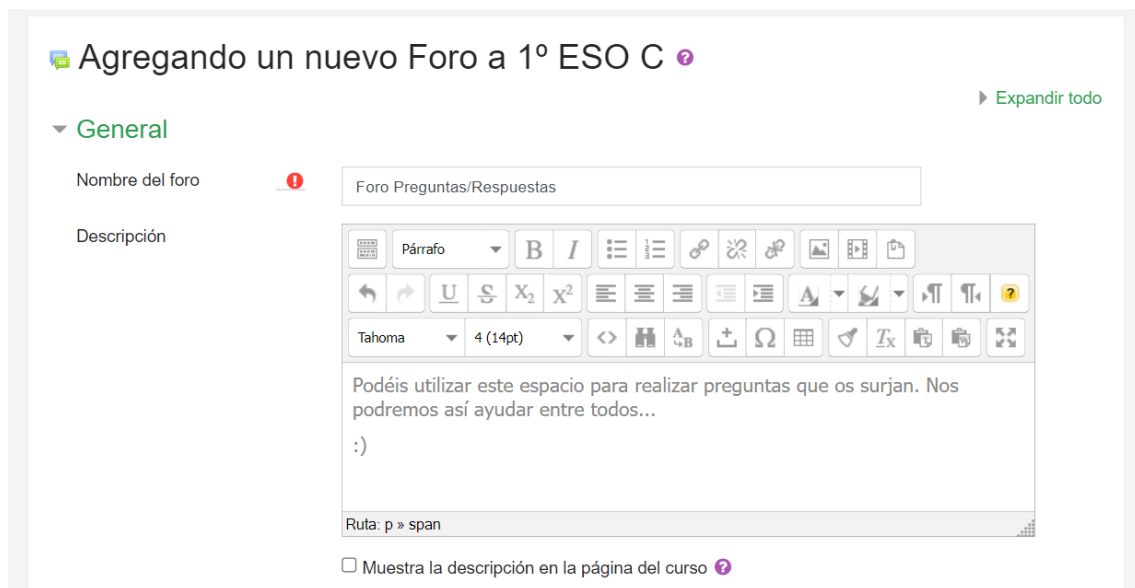 Agregando un nuevo Foro a 1º ESO C
Expandir todo
General
Nombre del foro
Foro Preguntas/Respuestas
Descripción
Párrafo
B I
U S X₂ X²
A
Tahoma
4 (14pt)
Podéis utilizar este espacio para realizar preguntas que os surjan. Nos
podremos así ayudar entre todos...
:)
Ruta: p » span
Muestra la descripción en la página del curso